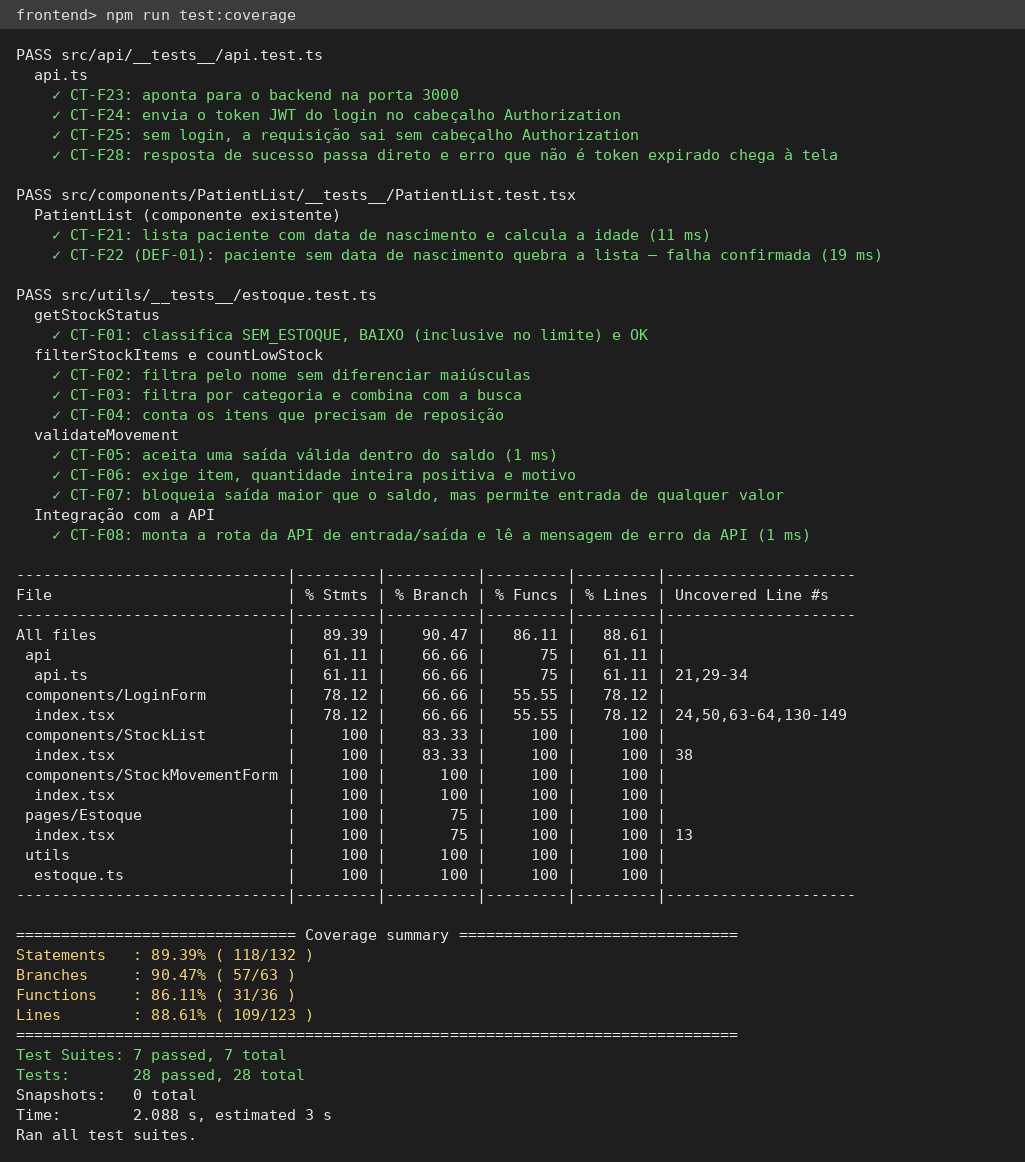 frontend> npm run test:coverage
PASS src/api/__tests__/api.test.ts
  api.ts
    ✓ CT-F23: aponta para o backend na porta 3000
    ✓ CT-F24: envia o token JWT do login no cabeçalho Authorization
    ✓ CT-F25: sem login, a requisição sai sem cabeçalho Authorization
    ✓ CT-F28: resposta de sucesso passa direto e erro que não é token expirado chega à tela
PASS src/components/PatientList/__tests__/PatientList.test.tsx
  PatientList (componente existente)
    ✓ CT-F21: lista paciente com data de nascimento e calcula a idade (11 ms)
    ✓ CT-F22 (DEF-01): paciente sem data de nascimento quebra a lista — falha confirmada (19 ms)
PASS src/utils/__tests__/estoque.test.ts
  getStockStatus
    ✓ CT-F01: classifica SEM_ESTOQUE, BAIXO (inclusive no limite) e OK
  filterStockItems e countLowStock
    ✓ CT-F02: filtra pelo nome sem diferenciar maiúsculas
    ✓ CT-F03: filtra por categoria e combina com a busca
    ✓ CT-F04: conta os itens que precisam de reposição
  validateMovement
    ✓ CT-F05: aceita uma saída válida dentro do saldo (1 ms)
    ✓ CT-F06: exige item, quantidade inteira positiva e motivo
    ✓ CT-F07: bloqueia saída maior que o saldo, mas permite entrada de qualquer valor
  Integração com a API
    ✓ CT-F08: monta a rota da API de entrada/saída e lê a mensagem de erro da API (1 ms)
------------------------------|---------|----------|---------|---------|---------------------
File                          | % Stmts | % Branch | % Funcs | % Lines | Uncovered Line #s
------------------------------|---------|----------|---------|---------|---------------------
All files                     |   89.39 |    90.47 |   86.11 |   88.61 |
 api                          |   61.11 |    66.66 |      75 |   61.11 |
  api.ts                      |   61.11 |    66.66 |      75 |   61.11 | 21,29-34
 components/LoginForm         |   78.12 |    66.66 |   55.55 |   78.12 |
  index.tsx                   |   78.12 |    66.66 |   55.55 |   78.12 | 24,50,63-64,130-149
 components/StockList         |     100 |    83.33 |     100 |     100 |
  index.tsx                   |     100 |    83.33 |     100 |     100 | 38
 components/StockMovementForm |     100 |      100 |     100 |     100 |
  index.tsx                   |     100 |      100 |     100 |     100 |
 pages/Estoque                |     100 |       75 |     100 |     100 |
  index.tsx                   |     100 |       75 |     100 |     100 | 13
 utils                        |     100 |      100 |     100 |     100 |
  estoque.ts                  |     100 |      100 |     100 |     100 |
------------------------------|---------|----------|---------|---------|---------------------
=============================== Coverage summary ===============================
Statements   : 89.39% ( 118/132 )
Branches     : 90.47% ( 57/63 )
Functions    : 86.11% ( 31/36 )
Lines        : 88.61% ( 109/123 )
================================================================================
Test Suites: 7 passed, 7 total
Tests:       28 passed, 28 total
Snapshots:   0 total
Time:        2.088 s, estimated 3 s
Ran all test suites.